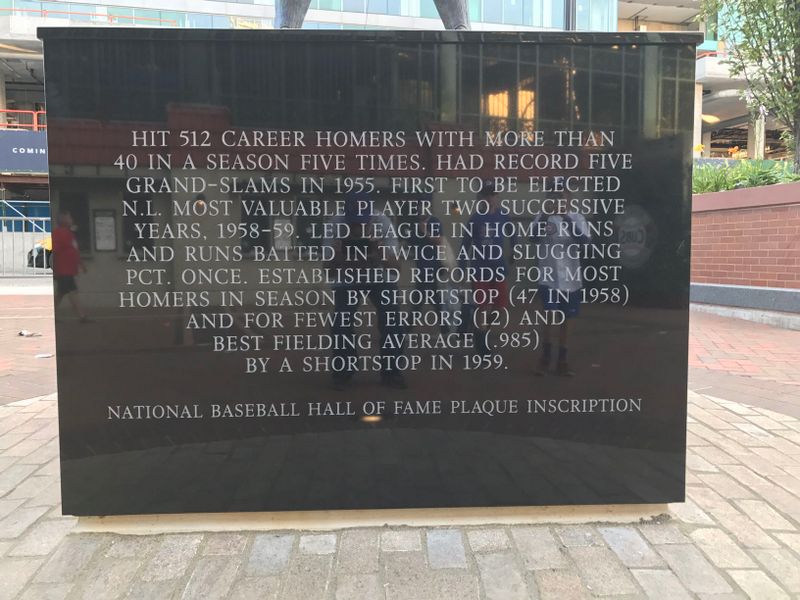 HIT 512 CAREER HOMERS WITH MORE THAN
40 IN A SEASON FIVE TIMES. HAD RECORD FIVE
GRAND-SLAMS IN 1955. FIRST TO BE ELECTED
N.L. MOST VALUABLE PLAYER TWO SUCCESSIVE
YEARS, 1958-59. LED LEAGUE IN HOME RUNS
AND RUNS BATTED IN TWICE AND SLUGGING
PCT. ONCE. ESTABLISHED RECORDS FOR MOST
HOMERS IN SEASON BY SHORTSTOP (47 IN 1958)
AND FOR FEWEST ERRORS (12) AND
BEST FIELDING AVERAGE (.985)
BY A SHORTSTOP IN 1959.
NATIONAL BASEBALL HALL OF FAME PLAQUE INSCRIPTION
COMIN